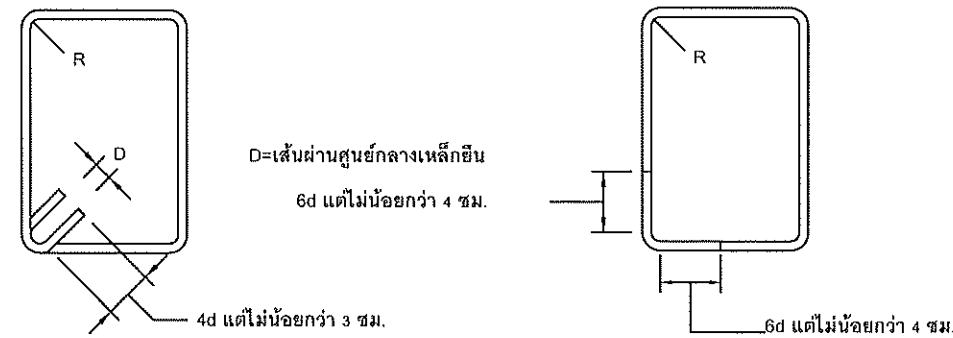 R
R
D
D=เส้นผ่านศูนย์กลางเหล็กยืน
6d แต่ไม่น้อยกว่า 4 ซม.
4d แต่ไม่น้อยกว่า 3 ซม.
6d แต่ไม่น้อยกว่า 4 ซม.